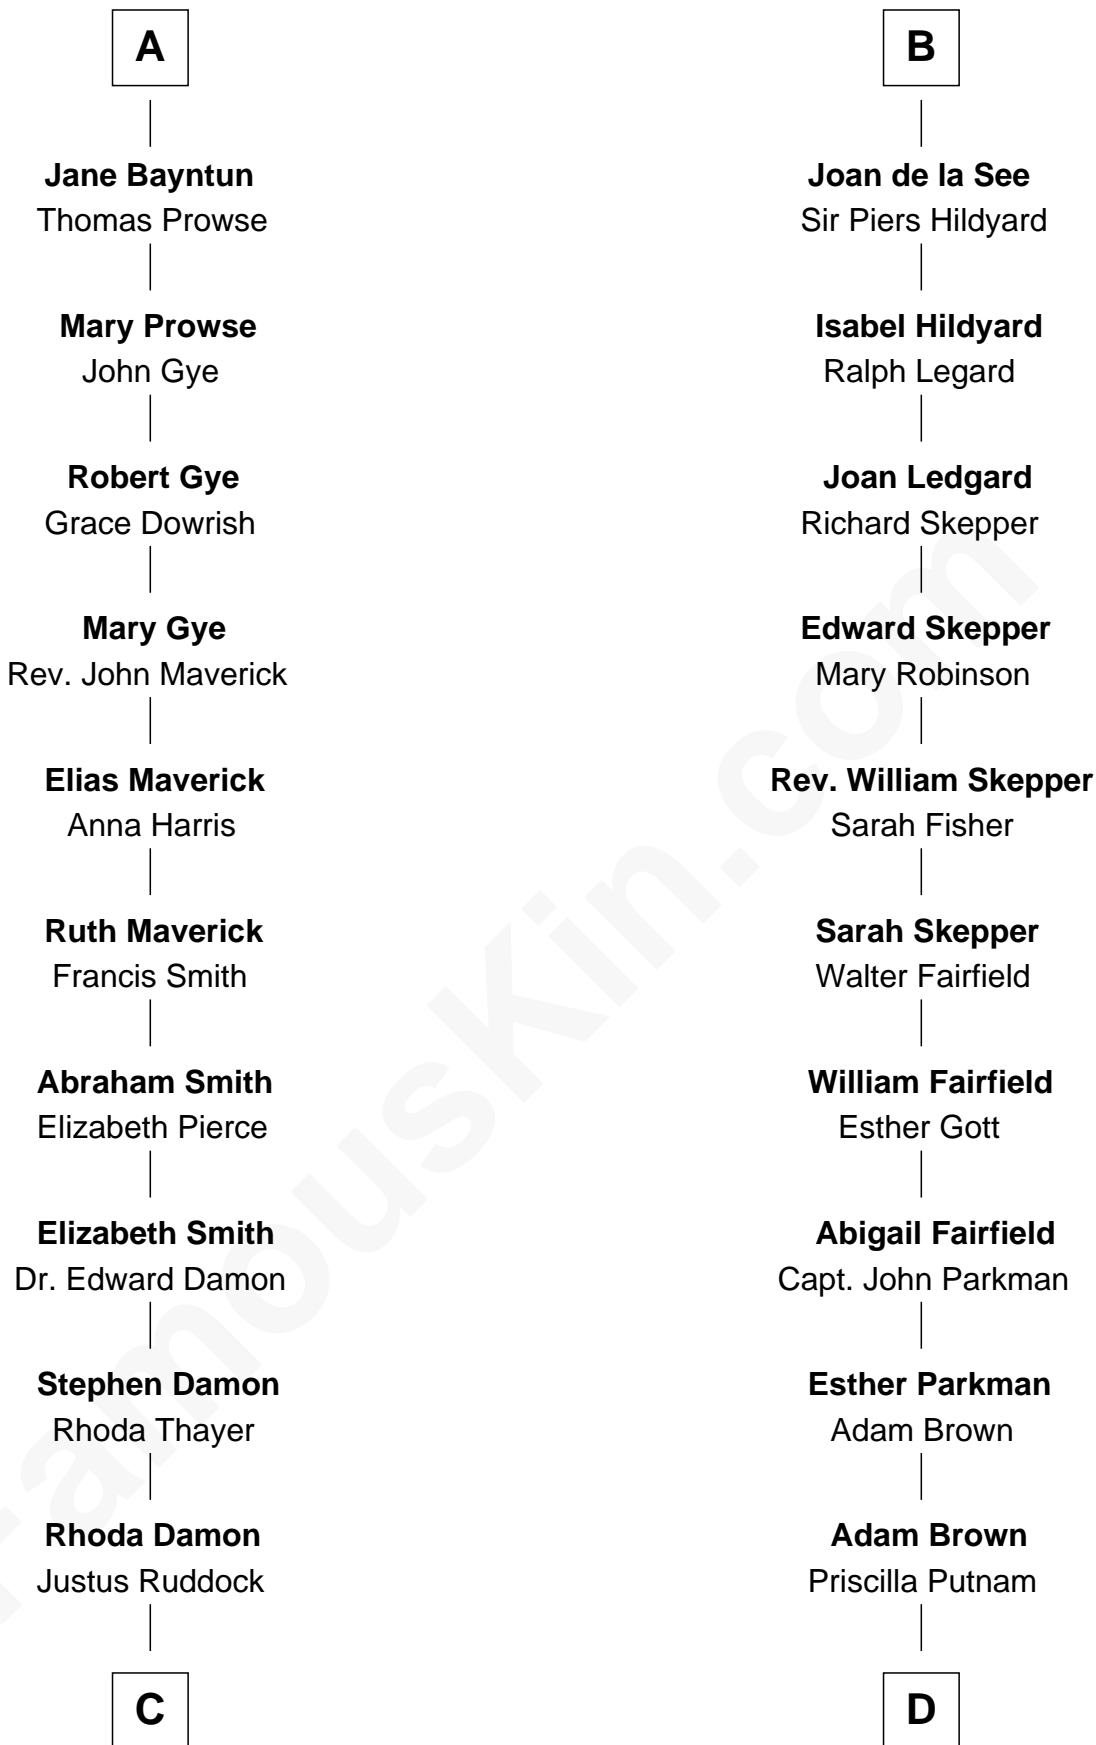 A
Jane Bayntun
Thomas Prowse
Mary Prowse
John Gye
Robert Gye
Grace Dowrish
Mary Gye
Rev. John Maverick
Elias Maverick
Anna Harris
Ruth Maverick
Francis Smith
Abraham Smith
Elizabeth Pierce
Elizabeth Smith
Dr. Edward Damon
Stephen Damon
Rhoda Thayer
Rhoda Damon
Justus Ruddock
C
B
Joan de la See
Sir Piers Hildyard
Isabel Hildyard
Ralph Legard
Joan Ledgard
Richard Skepper
Edward Skepper
Mary Robinson
Rev. William Skepper
Sarah Fisher
Sarah Skepper
Walter Fairfield
William Fairfield
Esther Gott
Abigail Fairfield
Capt. John Parkman
Esther Parkman
Adam Brown
Adam Brown
Priscilla Putnam
D
FamousKin.com